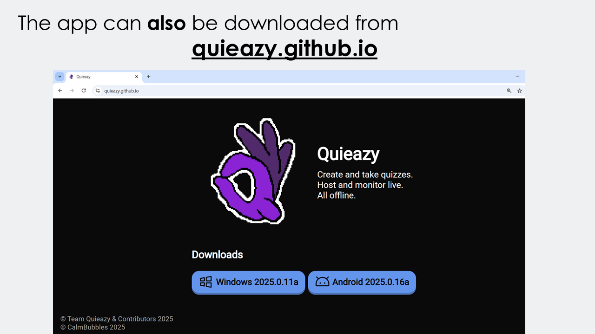 The app can also be downloaded from
quieazy.github.io
Quieazy
quieazy.github.io
Quieazy
Create and take quizzes.
Host and monitor live.
All offline.
Downloads
Windows 2025.0.11a
Android 2025.0.16a
© Team Quieazy & Contributors 2025
© CalmBubbles 2025